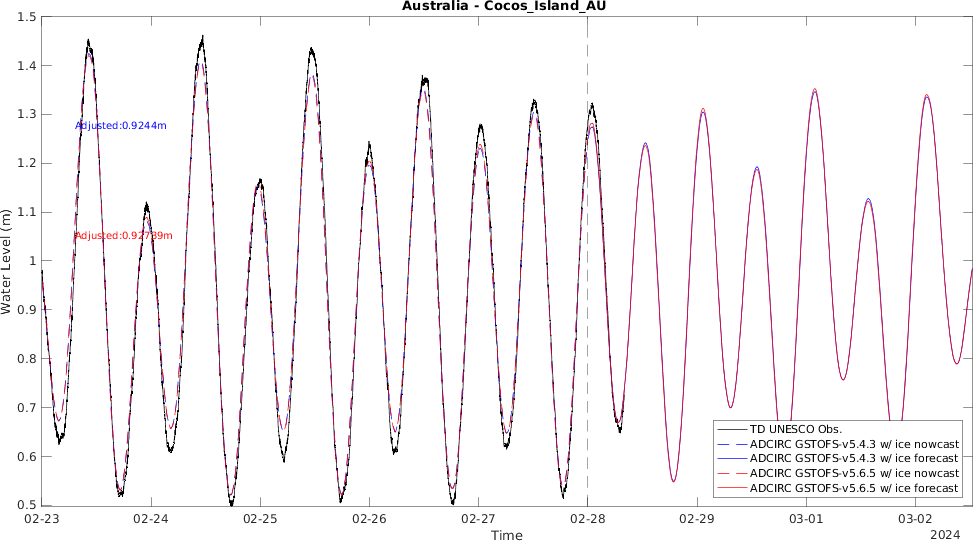 Australia - Cocos_Island_AU
1.5
1.4
1.3
1.2
1.1
1
0.9
0.8
0.7
0.6
0.5
Water Level (m)
Adjusted:0.9244m
Adjusted:0.92789m
TD UNESCO Obs.
ADCIRC GSTOFS-v5.4.3 w/ ice nowcast
ADCIRC GSTOFS-v5.4.3 w/ ice forecast
ADCIRC GSTOFS-v5.6.5 w/ ice nowcast
ADCIRC GSTOFS-v5.6.5 w/ ice forecast
02-23 02-24 02-25 02-26 02-27 02-28 02-29 03-01 03-02
Time
2024